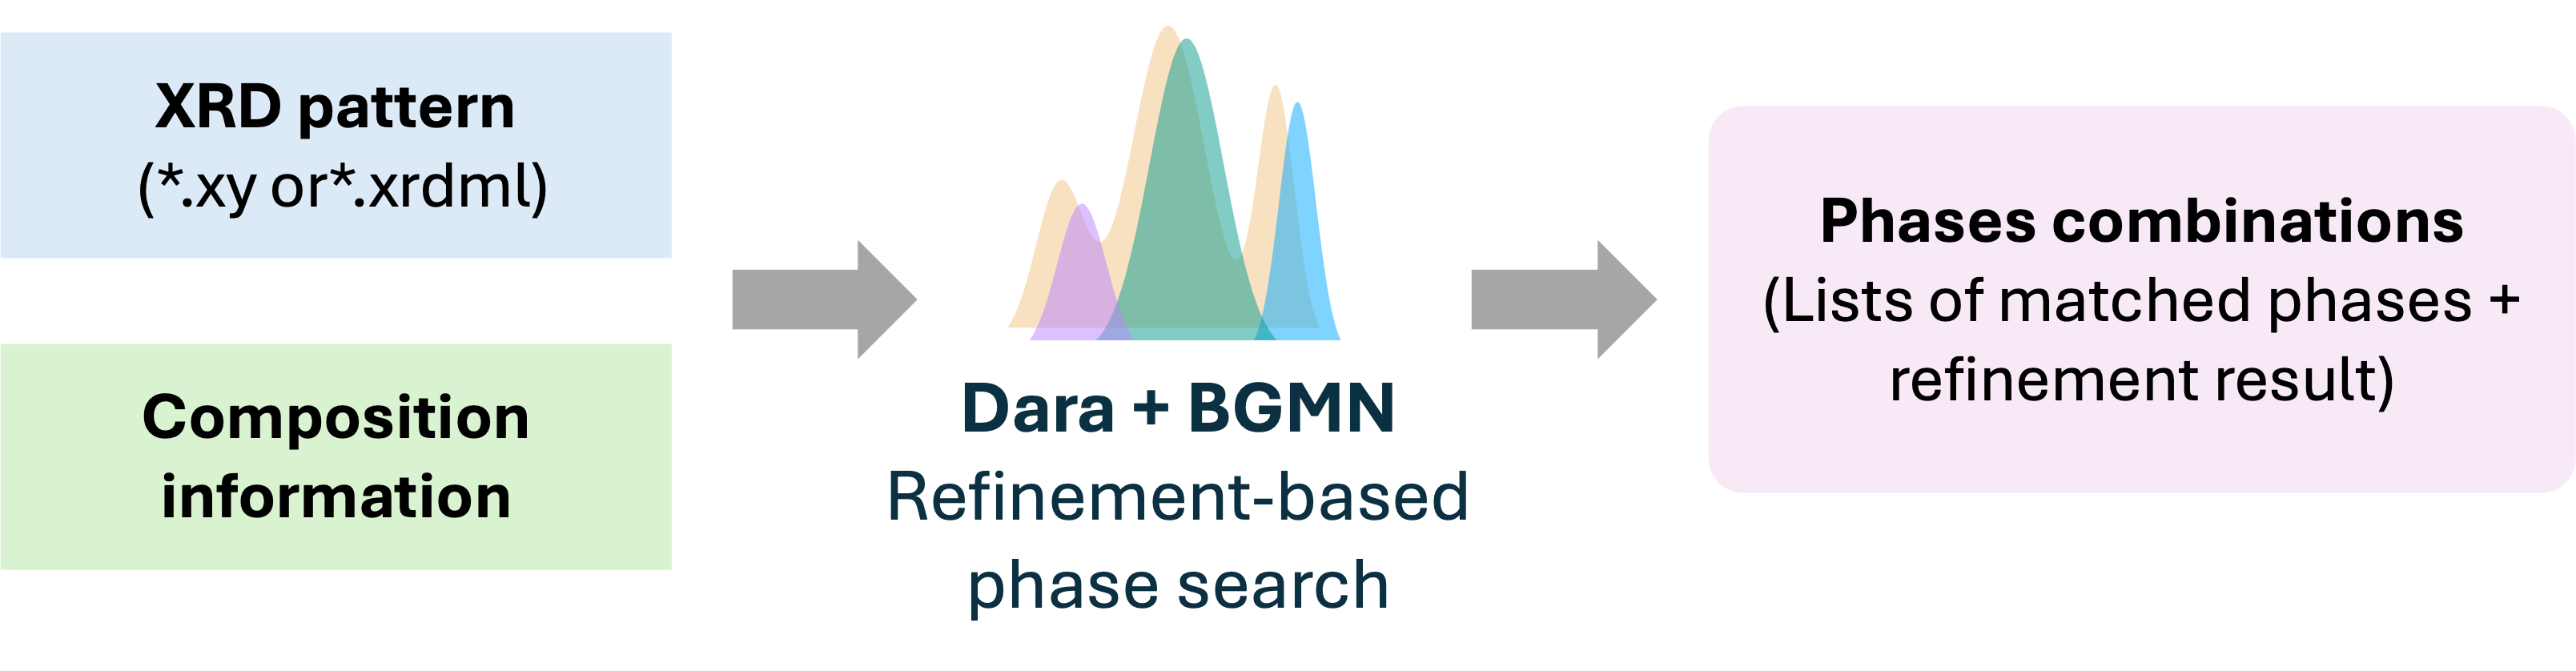 XRD pattern
(*.xy or*.xrdml)
Composition
information
Dara + BGMN
Refinement-based
phase search
Phases combinations
(Lists of matched phases +
refinement result)